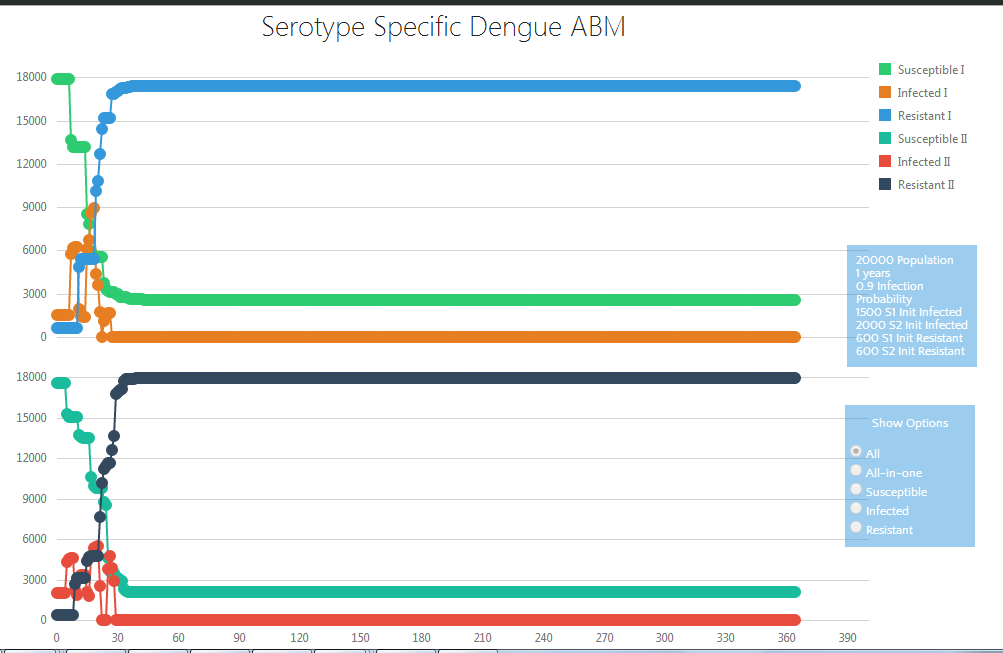 Serotype Specific Dengue ABM
18000
15000
12000
9000
6000
3000
0
18000
15000
12000
9000
6000
3000
0
0 30 60 90 120 150 180 210 240 270 300 330 360 390
Susceptible I
Infected I
Resistant I
Susceptible II
Infected II
Resistant II
20000 Population
1 years
0.9 Infection
Probability
1500 S1 Init Infected
2000 S2 Init Infected
600 S1 Init Resistant
600 S2 Init Resistant
Show Options
All
All-in-one
Susceptible
Infected
Resistant